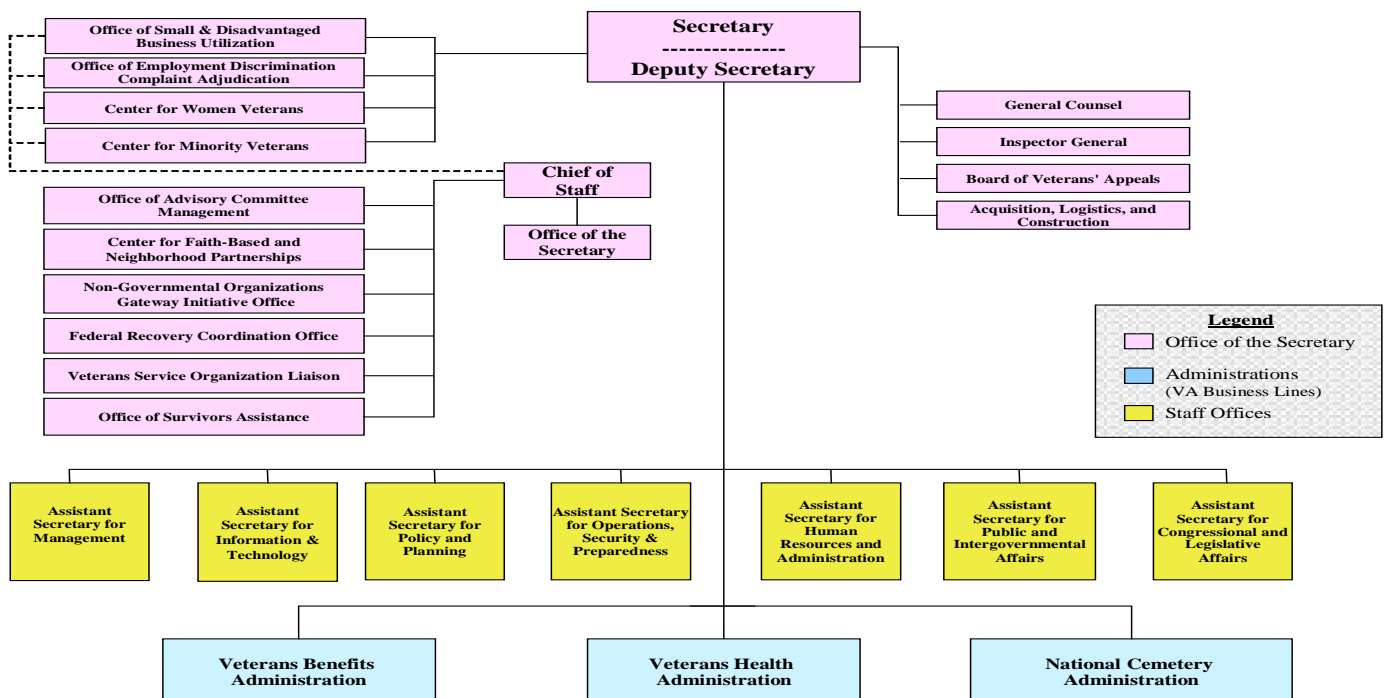 Secretary
---------------
Deputy Secretary
Office of Small & Disadvantaged
Business Utilization
Office of Employment Discrimination
Complaint Adjudication
Center for Women Veterans
Center for Minority Veterans
General Counsel
Inspector General
Board of Veterans' Appeals
Acquisition, Logistics, and
Construction
Chief of
Staff
Office of the
Secretary
Office of Advisory Committee
Management
Center for Faith-Based and
Neighborhood Partnerships
Non-Governmental Organizations
Gateway Initiative Office
Federal Recovery Coordination Office
Veterans Service Organization Liaison
Office of Survivors Assistance
Legend
Office of the Secretary
Administrations
(VA Business Lines)
Staff Offices
Assistant
Secretary for
Management
Assistant
Secretary for
Information &
Technology
Assistant
Secretary for
Policy and
Planning
Assistant Secretary
for Operations,
Security &
Preparedness
Assistant
Secretary for
Human
Resources and
Administration
Assistant
Secretary for
Public and
Intergovernmental
Affairs
Assistant
Secretary for
Congressional and
Legislative
Affairs
Veterans Benefits
Administration
Veterans Health
Administration
National Cemetery
Administration